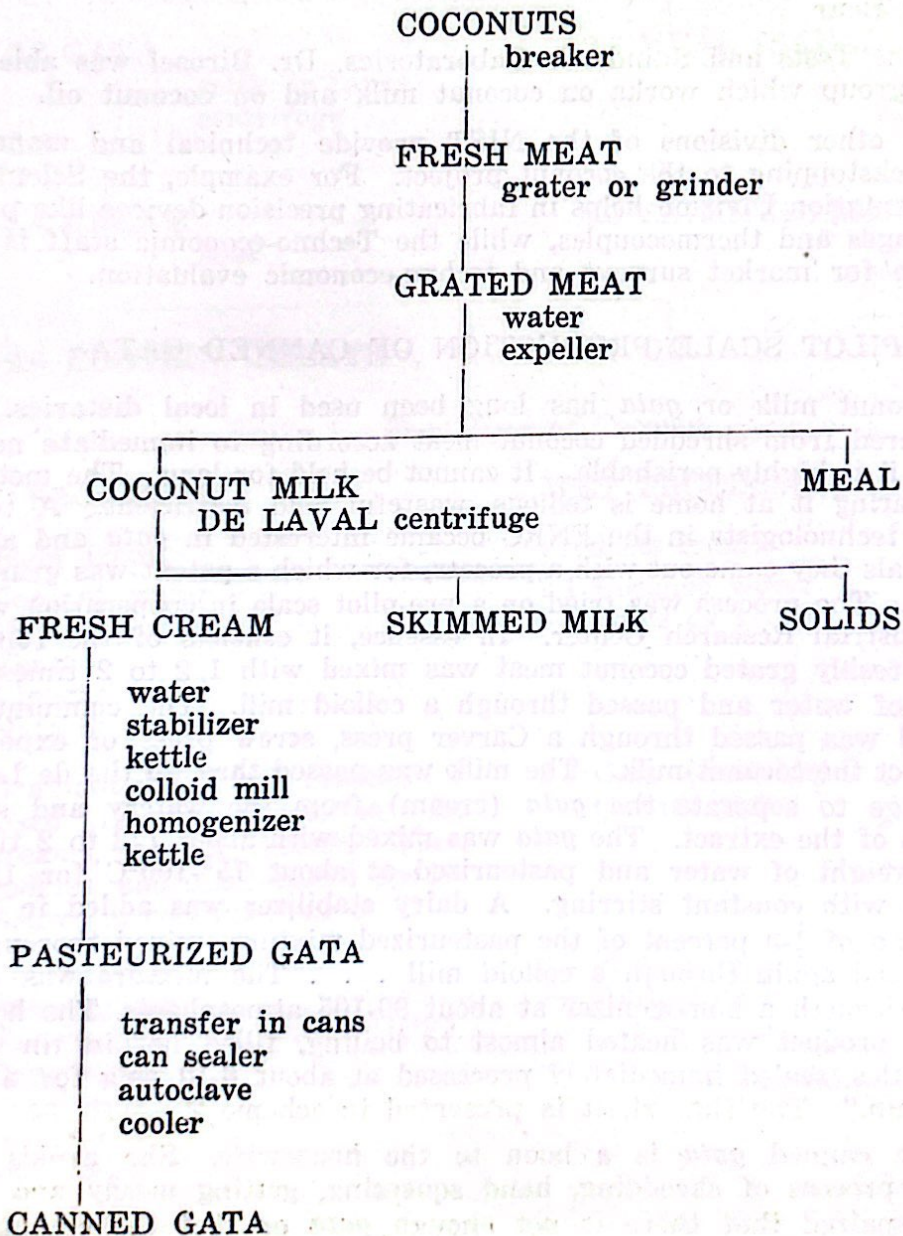 COCONUTS
breaker
FRESH MEAT
grater or grinder
GRATED MEAT
water
expeller
COCONUT MILK
MEAL
DE LAVAL centrifuge
FRESH CREAM
SKIMMED MILK
SOLIDS
water
stabilizer
kettle
colloid mill
homogenizer
kettle
PASTEURIZED GATA
transfer in cans
can sealer
autoclave
cooler
CANNED GATA